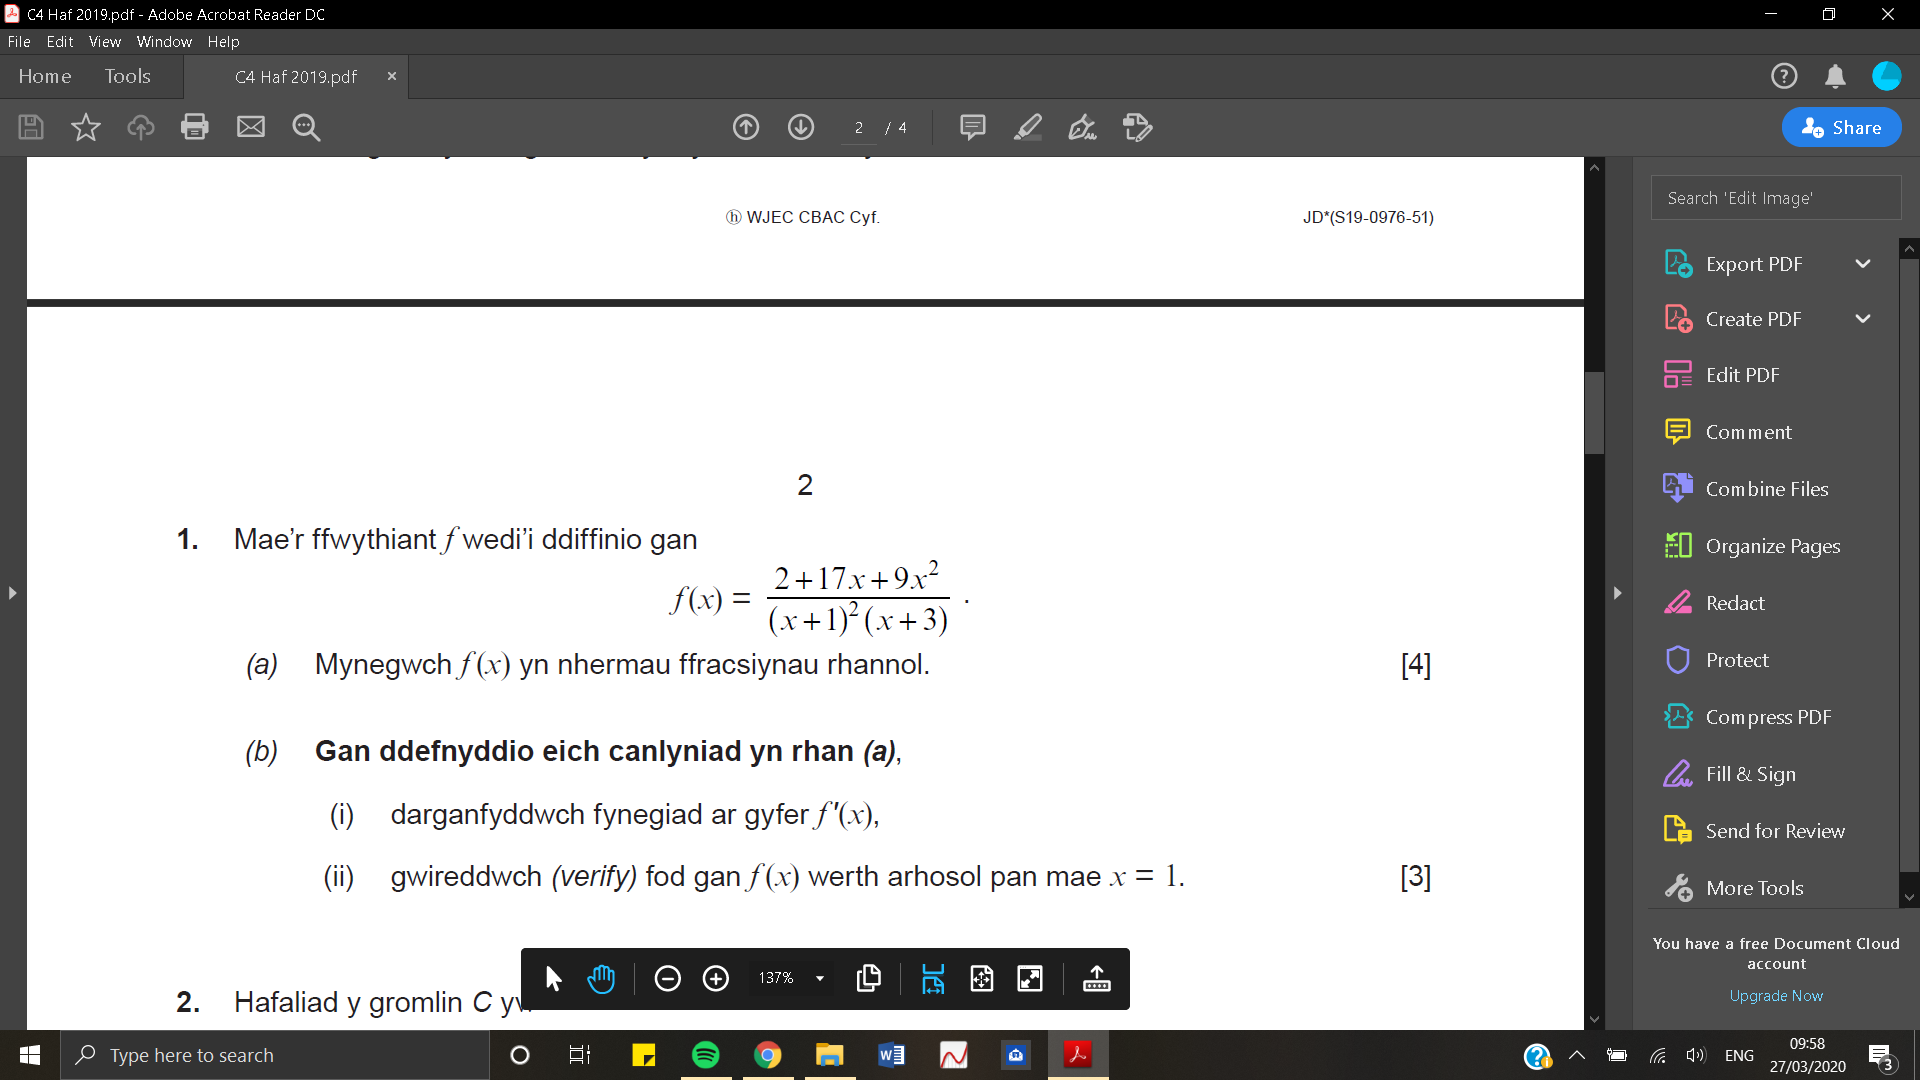 C4 Haf 2019.pdf - Adobe Acrobat Reader DC
File Edit View Window Help
Home Tools C4 Haf 2019.pdf ×
2 / 4
Share
ⓗ WJEC CBAC Cyf. JD*(S19-0976-51)
2
1. Mae’r ffwythiant f wedi’i ddiffinio gan
f(x) = (2+17x+9x²)/((x+1)²(x+3)) .
(a) Mynegwch f(x) yn nhermau ffracsiynau rhannol. [4]
(b) Gan ddefnyddio eich canlyniad yn rhan (a),
(i) darganfyddwch fynegiad ar gyfer f'(x),
(ii) gwireddwch (verify) fod gan f(x) werth arhosol pan mae x = 1. [3]
2. Hafaliad y gromlin C
137%
Search 'Edit Image'
Export PDF
Create PDF
Edit PDF
Comment
Combine Files
Organize Pages
Redact
Protect
Compress PDF
Fill & Sign
Send for Review
More Tools
You have a free Document Cloud
account
Upgrade Now
Type here to search
ENG
09:58
27/03/2020
3